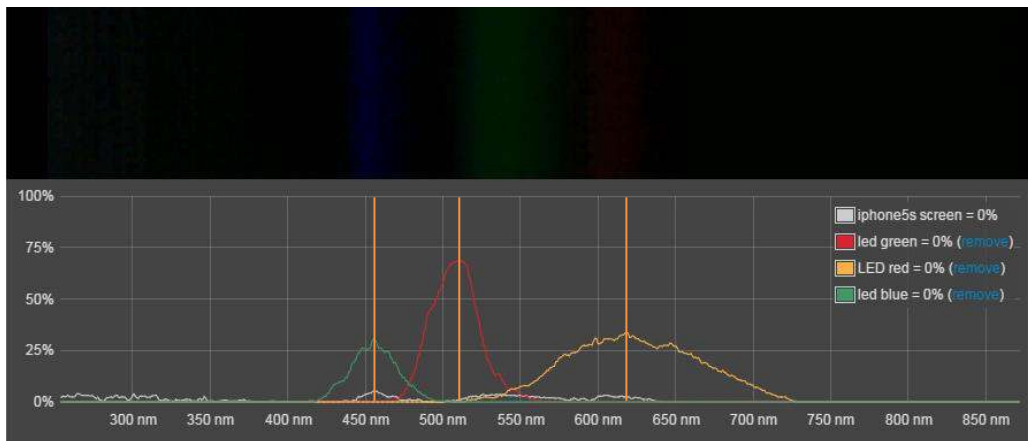 100%
iphone5s screen = 0%
led green = 0% (remove)
75%
LED red = 0% (remove)
50%
led blue = 0% (remove)
25%
0%
300 nm 350 nm 400 nm 450 nm 500 nm 550 nm 600 nm 650 nm 700 nm 750 nm 800 nm 850 nm